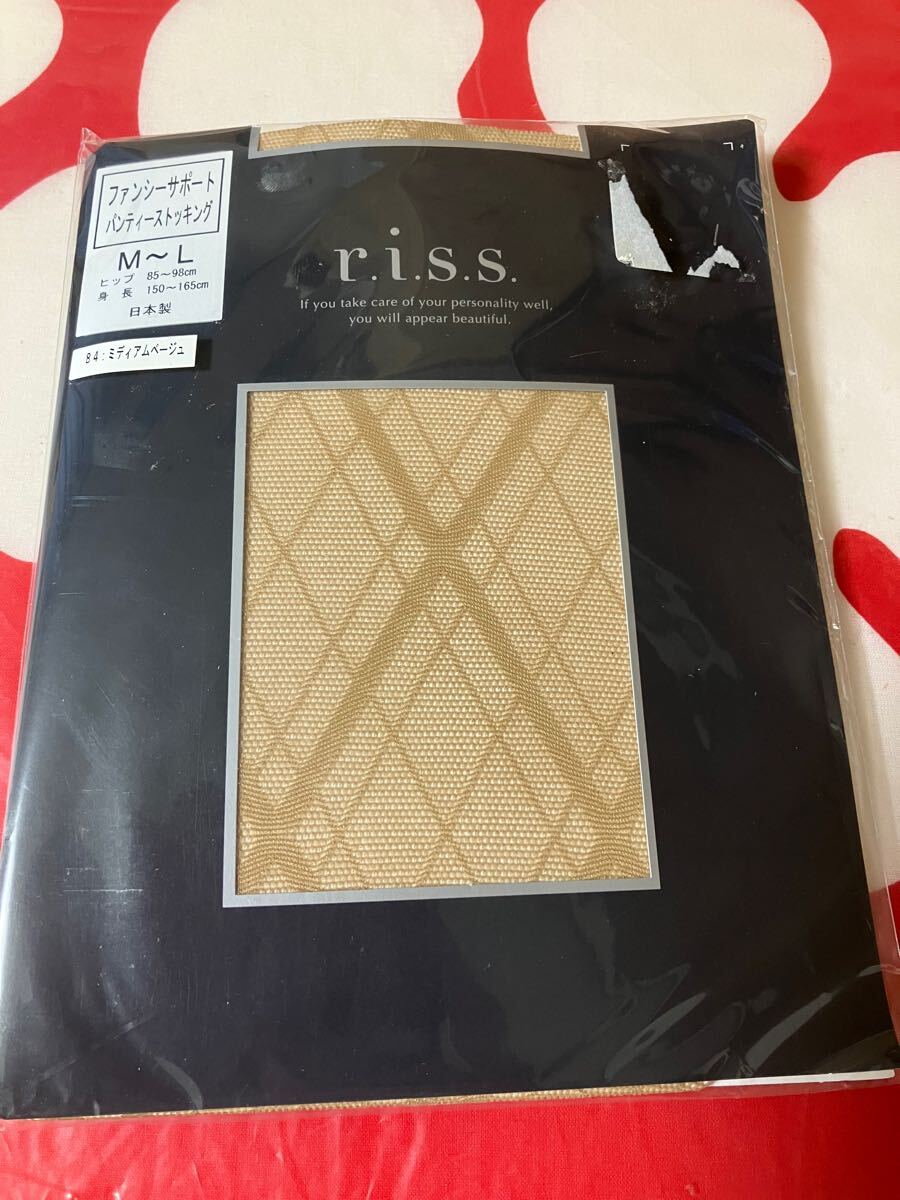 ファンシーサポート
パンティーストッキング
M～L
ヒップ 85～98cm
身長 150～165cm
日本製
84：ミディアムベージュ
r.i.s.s.
If you take care of your personality well,
you will appear beautiful.